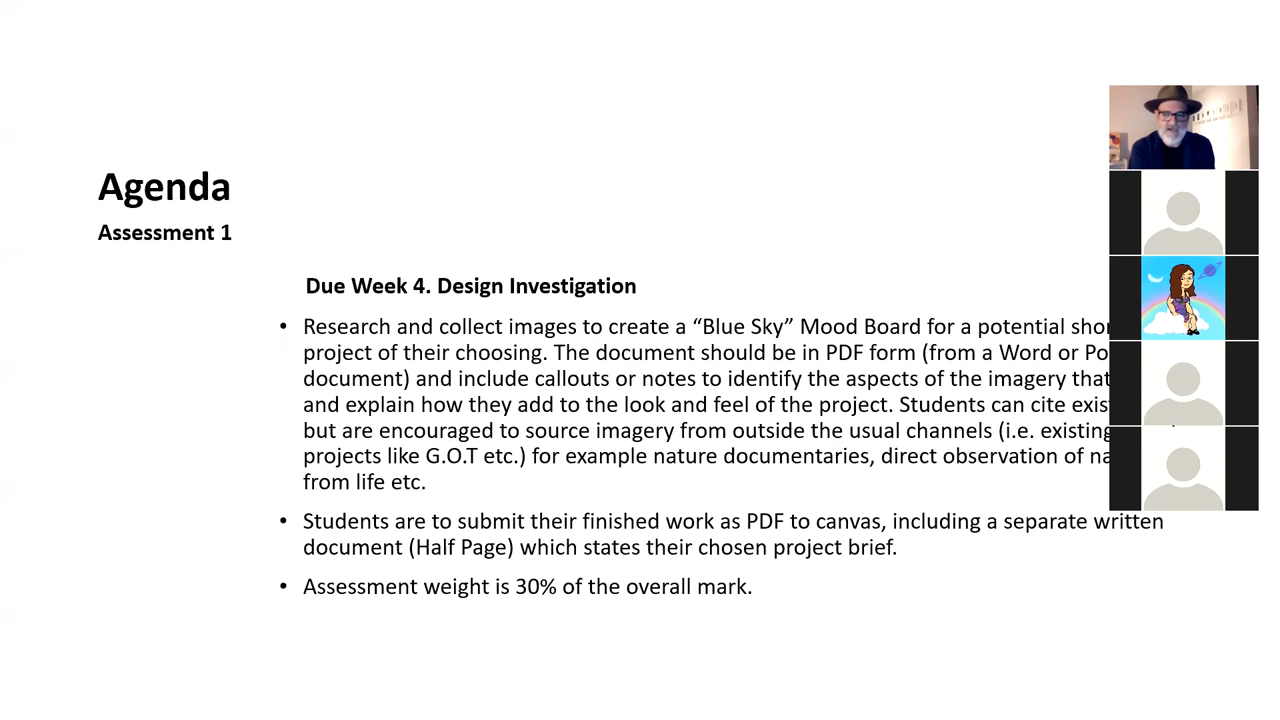 Agenda
Assessment 1
Due Week 4. Design Investigation
• Research and collect images to create a “Blue Sky” Mood Board for a potential
project of their choosing. The document should be in PDF form (from a Word or
document) and include callouts or notes to identify the aspects of the imagery that
and explain how they add to the look and feel of the project. Students can cite
but are encouraged to source imagery from outside the usual channels (i.e. existing
projects like G.O.T etc.) for example nature documentaries, direct observation of
from life etc.
• Students are to submit their finished work as PDF to canvas, including a separate written
document (Half Page) which states their chosen project brief.
• Assessment weight is 30% of the overall mark.